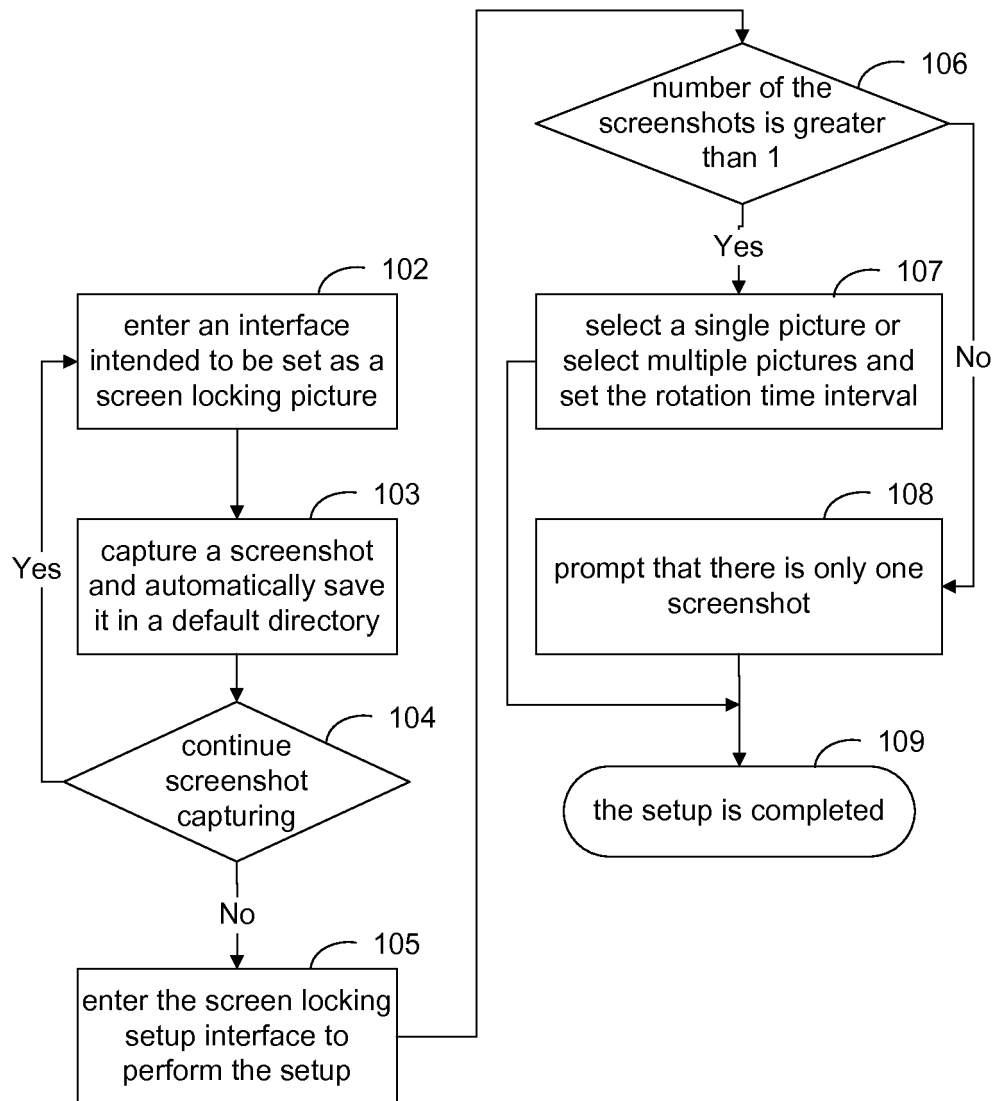 102
enter an interface
intended to be set as a
screen locking picture
103
capture a screenshot
and automatically save
it in a default directory
Yes
104
continue
screenshot
capturing
No
105
enter the screen locking
setup interface to
perform the setup
106
number of the
screenshots is greater
than 1
Yes
107
select a single picture or
select multiple pictures and
set the rotation time interval
No
108
prompt that there is only one
screenshot
109
the setup is completed